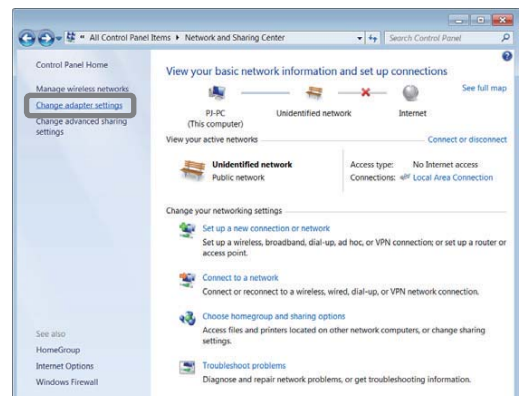 All Control Panel Items ▸ Network and Sharing Center
Search Control Panel
Control Panel Home
Manage wireless networks
Change adapter settings
Change advanced sharing
settings
See also
HomeGroup
Internet Options
Windows Firewall
View your basic network information and set up connections
See full map
PJ-PC
(This computer)
Unidentified network
Internet
View your active networks
Connect or disconnect
Unidentified network
Public network
Access type: No Internet access
Connections: Local Area Connection
Change your networking settings
Set up a new connection or network
Set up a wireless, broadband, dial-up, ad hoc, or VPN connection; or set up a router or
access point.
Connect to a network
Connect or reconnect to a wireless, wired, dial-up, or VPN network connection.
Choose homegroup and sharing options
Access files and printers located on other network computers, or change sharing
settings.
Troubleshoot problems
Diagnose and repair network problems, or get troubleshooting information.